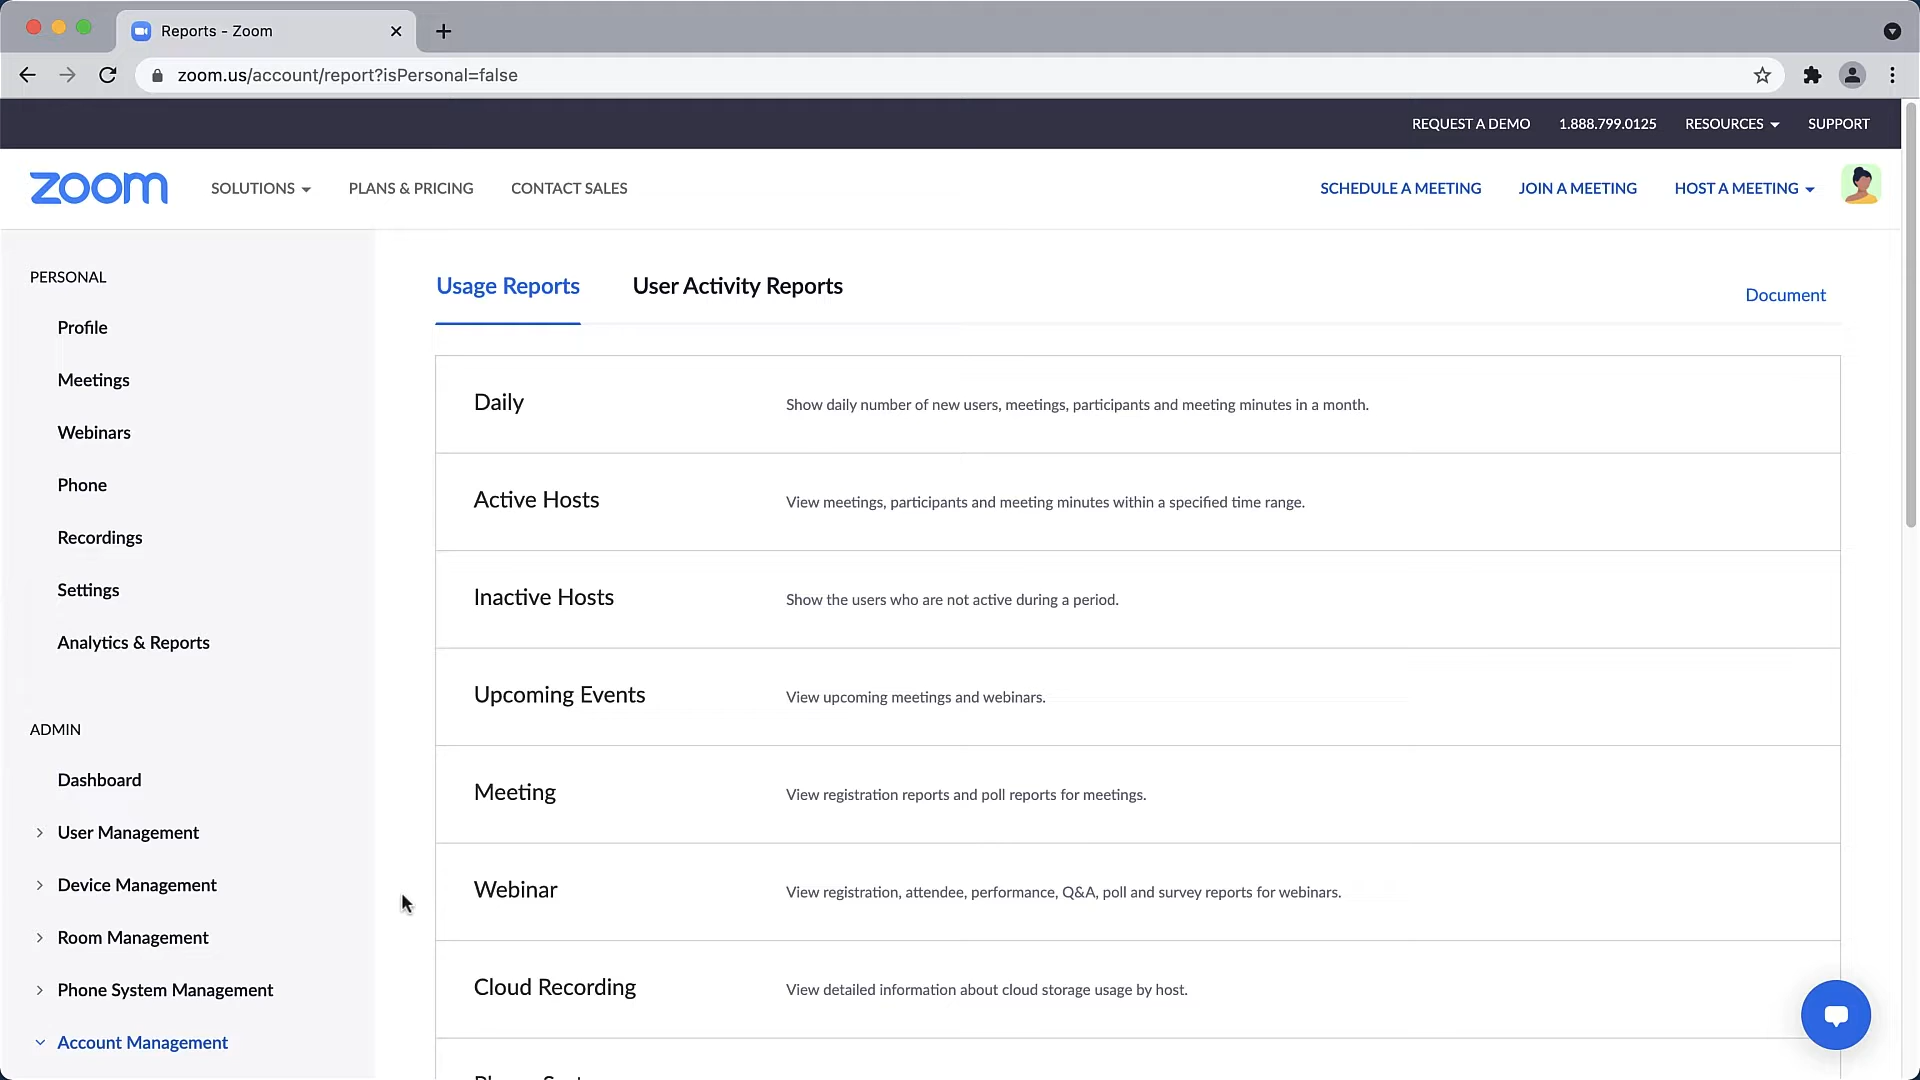 Reports - Zoom
zoom.us/account/report?isPersonal=false
REQUEST A DEMO 1.888.799.0125 RESOURCES SUPPORT
zoom SOLUTIONS PLANS & PRICING CONTACT SALES SCHEDULE A MEETING JOIN A MEETING HOST A MEETING
PERSONAL
Profile
Meetings
Webinars
Phone
Recordings
Settings
Analytics & Reports
ADMIN
Dashboard
User Management
Device Management
Room Management
Phone System Management
Account Management
Usage Reports User Activity Reports
Document
Daily Show daily number of new users, meetings, participants and meeting minutes in a month.
Active Hosts View meetings, participants and meeting minutes within a specified time range.
Inactive Hosts Show the users who are not active during a period.
Upcoming Events View upcoming meetings and webinars.
Meeting View registration reports and poll reports for meetings.
Webinar View registration, attendee, performance, Q&A, poll and survey reports for webinars.
Cloud Recording View detailed information about cloud storage usage by host.